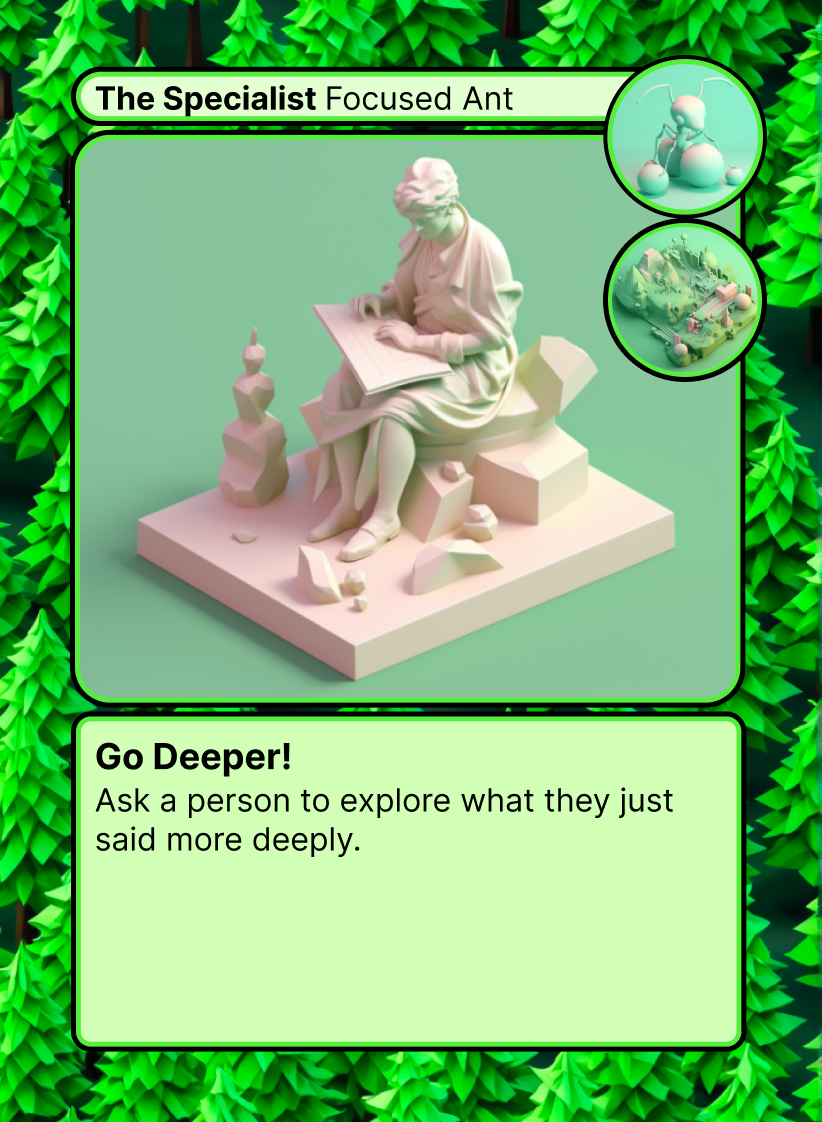 The Specialist Focused Ant
Go Deeper!
Ask a person to explore what they just
said more deeply.